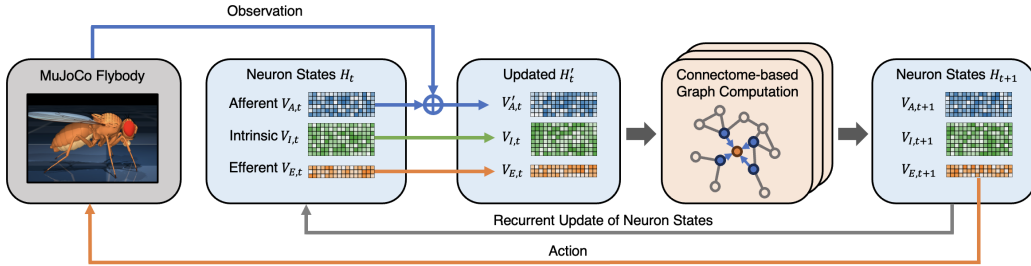 Observation
MuJoCo Flybody
Neuron States H_t
Afferent V_{A,t}
Intrinsic V_{I,t}
Efferent V_{E,t}
Updated H'_t
V'_{A,t}
V_{I,t}
V_{E,t}
Connectome-based
Graph Computation
Neuron States H_{t+1}
V_{A,t+1}
V_{I,t+1}
V_{E,t+1}
Recurrent Update of Neuron States
Action